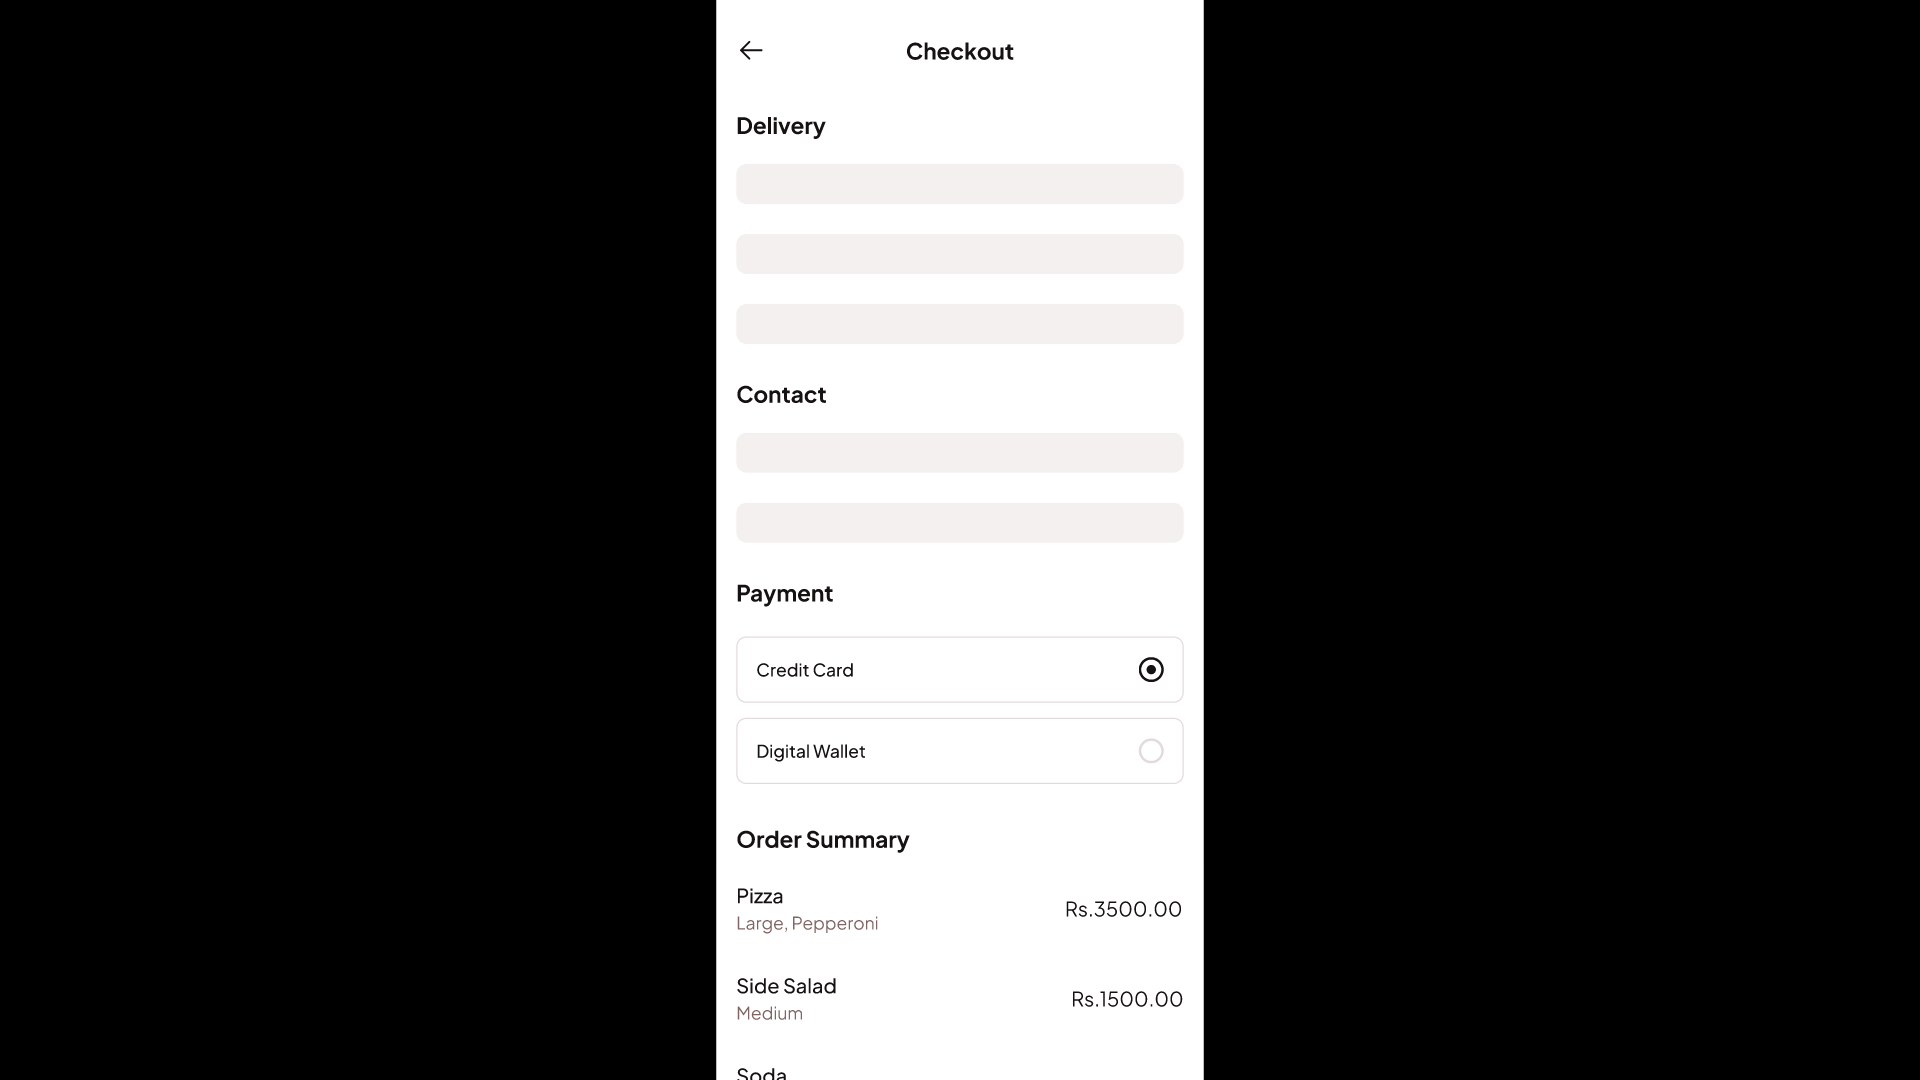 Checkout
Delivery
Contact
Payment
Credit Card
Digital Wallet
Order Summary
Pizza
Large, Pepperoni
Rs.3500.00
Side Salad
Medium
Rs.1500.00
Soda